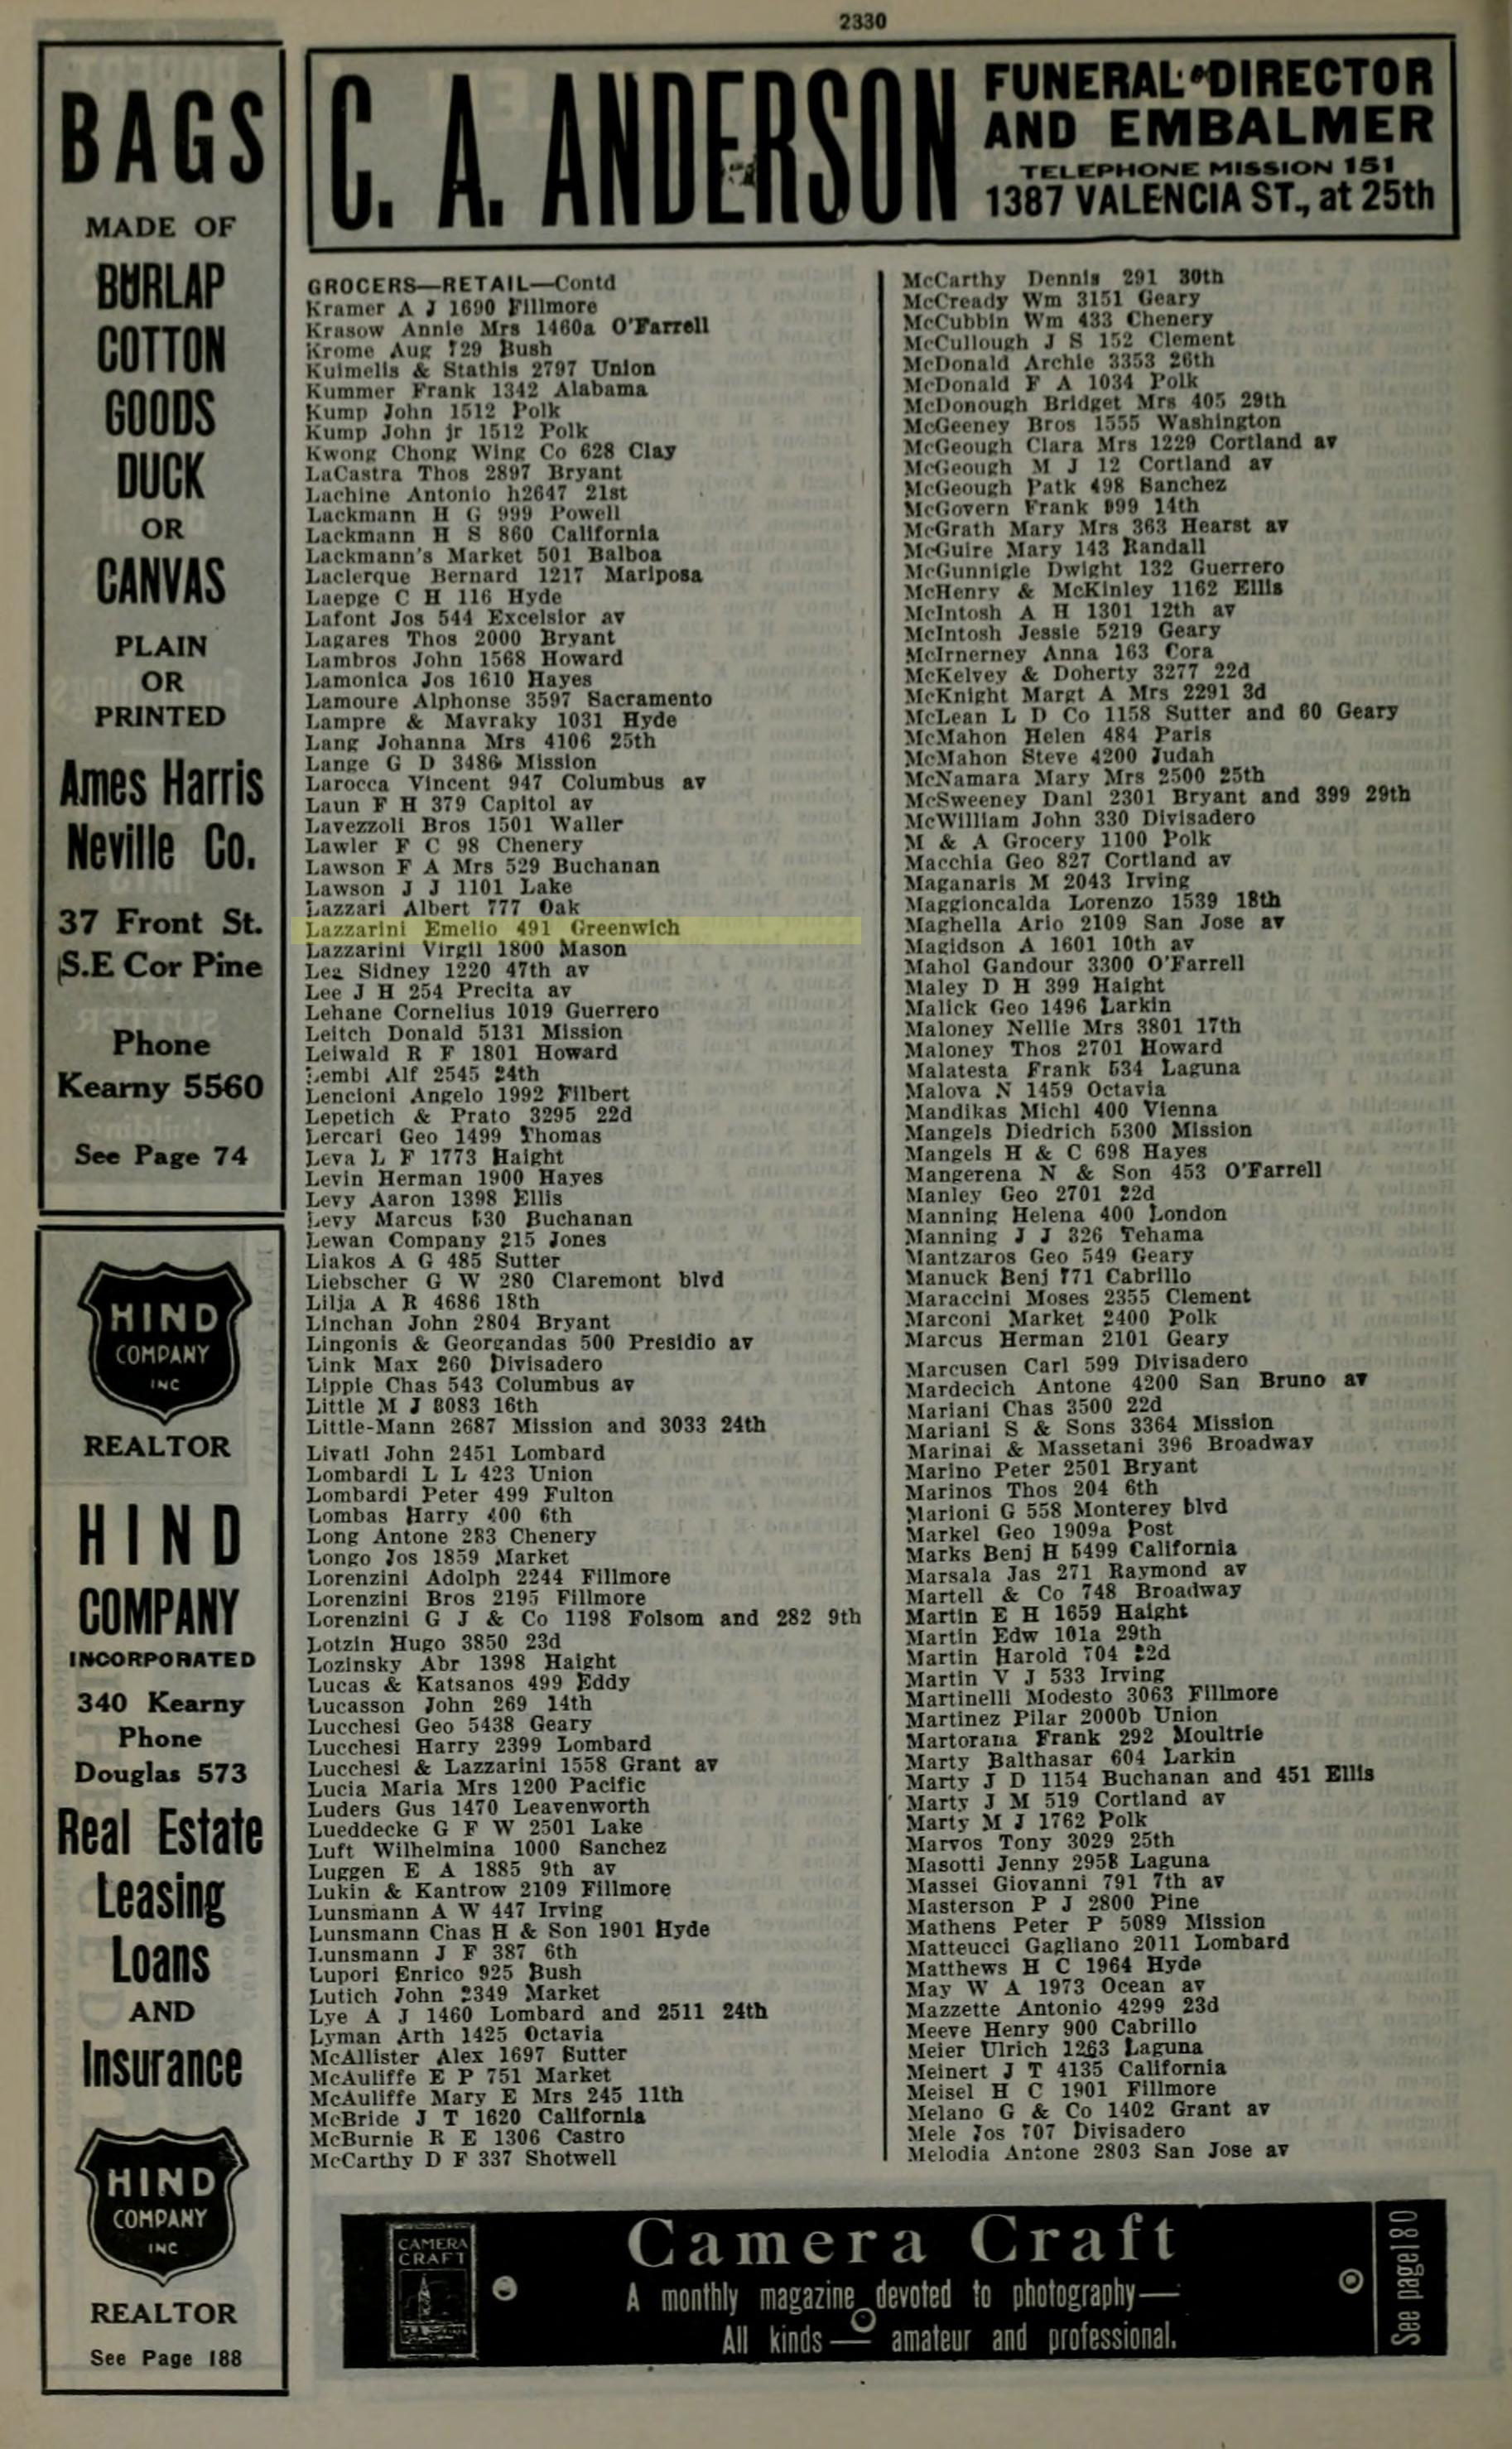 2330
BAGS
MADE OF
BURLAP
COTTON
GOODS
DUCK
OR
CANVAS
PLAIN
OR
PRINTED
Ames Harris
Neville Co.
37 Front St.
S.E Cor Pine
Phone
Kearny 5560
See Page 74
HIND
COMPANY
INC
REALTOR
HIND
COMPANY
INCORPORATED
340 Kearny
Phone
Douglas 573
Real Estate
Leasing
Loans
AND
Insurance
HIND
COMPANY
INC
REALTOR
See Page 188
C. A. ANDERSON
FUNERAL DIRECTOR
AND EMBALMER
TELEPHONE MISSION 151
1387 VALENCIA ST., at 25th
GROCERS—RETAIL—Contd
Kramer A J 1690 Fillmore
Krasow Annie Mrs 1460a O'Farrell
Krome Aug 729 Bush
Kulmelis & Stathis 2797 Union
Kummer Frank 1342 Alabama
Kump John 1512 Polk
Kump John jr 1512 Polk
Kwong Chong Wing Co 628 Clay
LaCastra Thos 2897 Bryant
Lachine Antonio h2647 21st
Lackmann H G 999 Powell
Lackmann H S 860 California
Lackmann's Market 501 Balboa
Laclerque Bernard 1217 Mariposa
Laepge C H 116 Hyde
Lafont Jos 544 Excelsior av
Lagares Thos 2000 Bryant
Lambros John 1568 Howard
Lamonica Jos 1610 Hayes
Lamoure Alphonse 3597 Sacramento
Lampre & Mavraky 1031 Hyde
Lang Johanna Mrs 4106 25th
Lange G D 3486 Mission
Larocca Vincent 947 Columbus av
Laun F H 379 Capitol av
Lavezzoli Bros 1501 Waller
Lawler F C 98 Chenery
Lawson F A Mrs 529 Buchanan
Lawson J J 1101 Lake
Lazzari Albert 777 Oak
Lazzarini Emelio 491 Greenwich
Lazzarini Virgil 1800 Mason
Lea Sidney 1220 47th av
Lee J H 254 Precita av
Lehane Cornelius 1019 Guerrero
Leitch Donald 5131 Mission
Leiwald R F 1801 Howard
Lembi Alf 2545 24th
Lencioni Angelo 1992 Filbert
Lepetich & Prato 3295 22d
Lercari Geo 1499 Thomas
Leva L F 1773 Haight
Levin Herman 1900 Hayes
Levy Aaron 1398 Ellis
Levy Marcus 530 Buchanan
Lewan Company 215 Jones
Liakos A G 485 Sutter
Liebscher G W 280 Claremont blvd
Lilja A R 4686 18th
Linchan John 2804 Bryant
Lingonis & Georgandas 500 Presidio av
Link Max 260 Divisadero
Lipple Chas 543 Columbus av
Little M J 3083 16th
Little-Mann 2687 Mission and 3033 24th
Livati John 2451 Lombard
Lombardi L L 423 Union
Lombardi Peter 499 Fulton
Lombas Harry 400 6th
Long Antone 283 Chenery
Longo Jos 1859 Market
Lorenzini Adolph 2244 Fillmore
Lorenzini Bros 2195 Fillmore
Lorenzini G J & Co 1198 Folsom and 282 9th
Lotzin Hugo 3850 23d
Lozinsky Abr 1398 Haight
Lucas & Katsanos 499 Eddy
Lucasson John 269 14th
Lucchesi Geo 5438 Geary
Lucchesi Harry 2399 Lombard
Lucchesi & Lazzarini 1558 Grant av
Lucia Maria Mrs 1200 Pacific
Luders Gus 1470 Leavenworth
Lueddecke G F W 2501 Lake
Luft Wilhelmina 1000 Sanchez
Luggen E A 1885 9th av
Lukin & Kantrow 2109 Fillmore
Lunsmann A W 447 Irving
Lunsmann Chas H & Son 1901 Hyde
Lunsmann J F 387 6th
Lupori Enrico 925 Bush
Lutich John 2349 Market
Lye A J 1460 Lombard and 2511 24th
Lyman Arth 1425 Octavia
McAllister Alex 1697 Sutter
McAuliffe E P 751 Market
McAuliffe Mary E Mrs 245 11th
McBride J T 1620 California
McBurnie R E 1306 Castro
McCarthy D F 337 Shotwell
McCarthy Dennis 291 30th
McCready Wm 3151 Geary
McCubbin Wm 433 Chenery
McCullough J S 152 Clement
McDonald Archie 3353 26th
McDonald F A 1034 Polk
McDonough Bridget Mrs 405 29th
McGeeney Bros 1555 Washington
McGeough Clara Mrs 1229 Cortland av
McGeough M J 12 Cortland av
McGeough Patk 498 Sanchez
McGovern Frank 899 14th
McGrath Mary Mrs 363 Hearst av
McGuire Mary 143 Randall
McGunnigle Dwight 132 Guerrero
McHenry & McKinley 1162 Ellis
McIntosh A H 1301 12th av
McIntosh Jessie 5219 Geary
McIrnerney Anna 163 Cora
McKelvey & Doherty 3277 22d
McKnight Margt A Mrs 2291 3d
McLean L D Co 1158 Sutter and 60 Geary
McMahon Helen 484 Paris
McMahon Steve 4200 Judah
McNamara Mary Mrs 2500 25th
McSweeney Danl 2301 Bryant and 399 29th
McWilliam John 330 Divisadero
M & A Grocery 1100 Polk
Macchia Geo 827 Cortland av
Maganaris M 2043 Irving
Maggioncalda Lorenzo 1539 18th
Maghella Ario 2109 San Jose av
Magidson A 1601 10th av
Mahol Gandour 3300 O'Farrell
Maley D H 399 Haight
Malick Geo 1496 Larkin
Maloney Nellie Mrs 3801 17th
Maloney Thos 2701 Howard
Malatesta Frank 534 Laguna
Malova N 1459 Octavia
Mandikas Michl 400 Vienna
Mangels Diedrich 5300 Mission
Mangels H & C 698 Hayes
Mangerena N & Son 453 O'Farrell
Manley Geo 2701 22d
Manning Helena 400 London
Manning J J 326 Tehama
Mantzaros Geo 549 Geary
Manuck Benj 771 Cabrillo
Maraccini Moses 2355 Clement
Marconi Market 2400 Polk
Marcus Herman 2101 Geary
Marcusen Carl 599 Divisadero
Mardecich Antone 4200 San Bruno av
Mariani Chas 3500 22d
Mariani S & Sons 3364 Mission
Marinai & Massetani 396 Broadway
Marino Peter 2501 Bryant
Marinos Thos 204 6th
Marioni G 558 Monterey blvd
Markel Geo 1909a Post
Marks Benj H 5499 California
Marsala Jas 271 Raymond av
Martell & Co 748 Broadway
Martin E H 1659 Haight
Martin Edw 101a 29th
Martin Harold 704 22d
Martin V J 533 Irving
Martinelli Modesto 3063 Fillmore
Martinez Pilar 2000b Union
Martorana Frank 292 Moultrie
Marty Balthasar 604 Larkin
Marty J D 1154 Buchanan and 451 Ellis
Marty J M 519 Cortland av
Marty M J 1762 Polk
Marvos Tony 3029 25th
Masotti Jenny 2958 Laguna
Massei Giovanni 791 7th av
Masterson P J 2800 Pine
Mathens Peter P 5089 Mission
Matteucci Gagliano 2011 Lombard
Matthews H C 1964 Hyde
May W A 1973 Ocean av
Mazzette Antonio 4299 23d
Meeve Henry 900 Cabrillo
Meier Ulrich 1263 Laguna
Meinert J T 4135 California
Meisel H C 1901 Fillmore
Melano G & Co 1402 Grant av
Mele Jos 707 Divisadero
Melodia Antone 2803 San Jose av
CAMERA
CRAFT
Camera Craft
A monthly magazine devoted to photography—
All kinds — amateur and professional.
See page 180